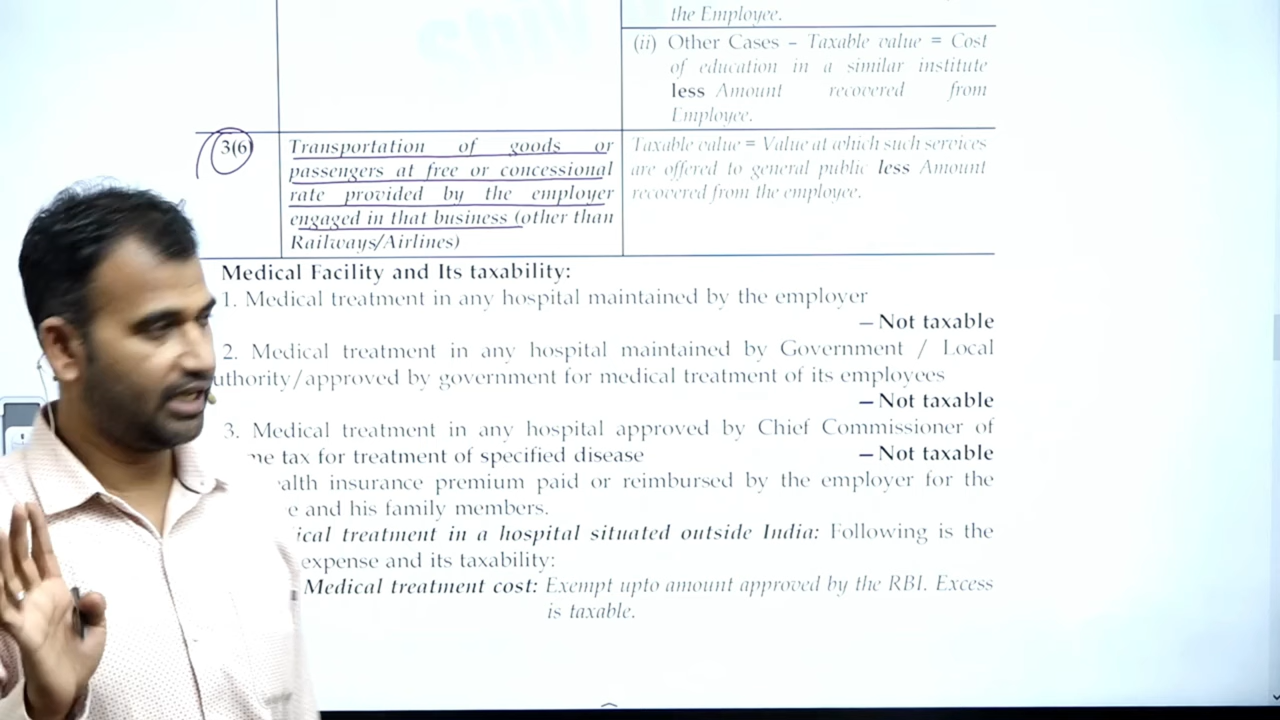 the Employee.
(ii) Other Cases – Taxable value = Cost
of education in a similar institute
less Amount recovered from
Employee.
3(6)
Transportation of goods or
passengers at free or concessional
rate provided by the employer
engaged in that business (other than
Railways/Airlines)
Taxable value = Value at which such services
are offered to general public less Amount
recovered from the employee.
Medical Facility and Its taxability:
1. Medical treatment in any hospital maintained by the employer
– Not taxable
2. Medical treatment in any hospital maintained by Government / Local
uthority/approved by government for medical treatment of its employees
– Not taxable
3. Medical treatment in any hospital approved by Chief Commissioner of
me tax for treatment of specified disease – Not taxable
alth insurance premium paid or reimbursed by the employer for the
e and his family members.
ical treatment in a hospital situated outside India: Following is the
expense and its taxability:
Medical treatment cost: Exempt upto amount approved by the RBI. Excess
is taxable.